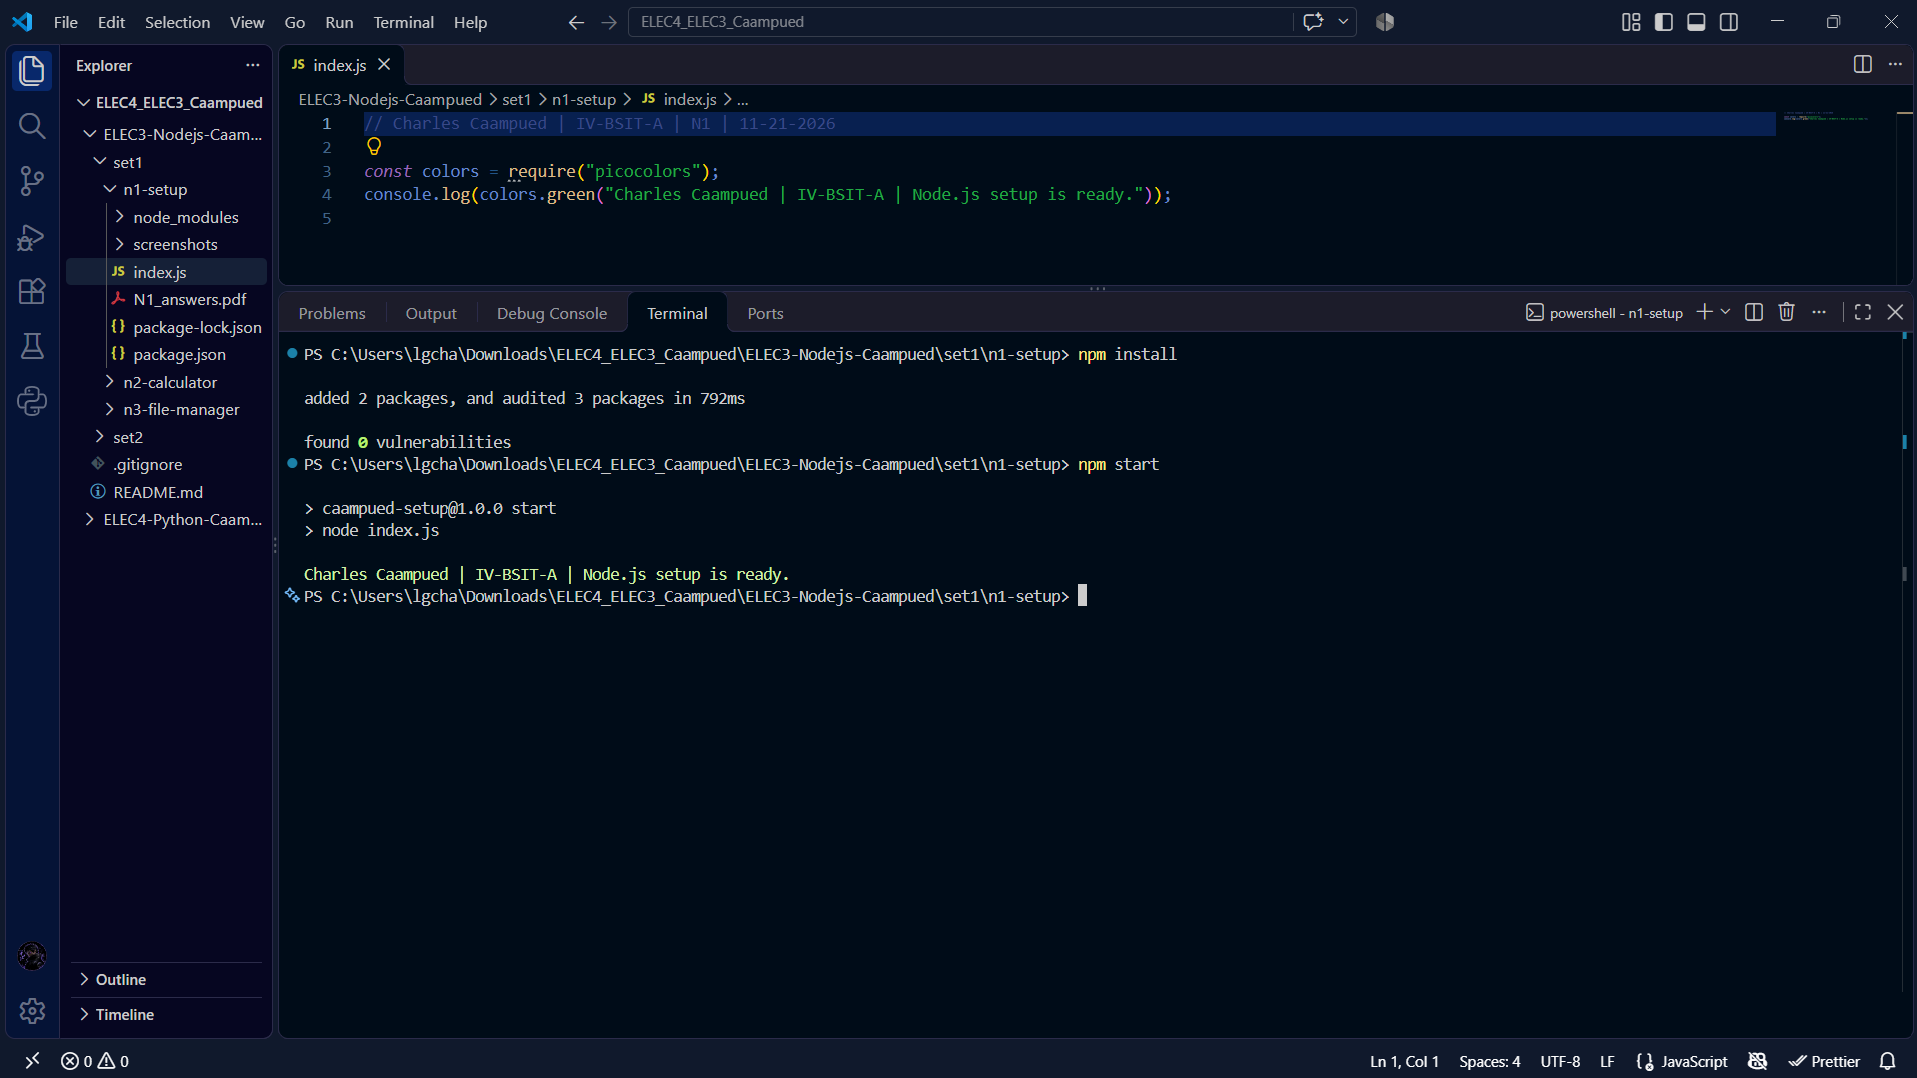 File Edit Selection View Go Run Terminal Help
ELEC4_ELEC3_Caampued
Explorer
ELEC4_ELEC3_Caampued
ELEC3-Nodejs-Caam...
set1
n1-setup
node_modules
screenshots
JS index.js
N1_answers.pdf
{} package-lock.json
{} package.json
n2-calculator
n3-file-manager
set2
.gitignore
README.md
ELEC4-Python-Caam...
Outline
Timeline
JS index.js
ELEC3-Nodejs-Caampued > set1 > n1-setup > JS index.js > ...
1 // Charles Caampued | IV-BSIT-A | N1 | 11-21-2026
2
3 const colors = require("picocolors");
4 console.log(colors.green("Charles Caampued | IV-BSIT-A | Node.js setup is ready."));
5
Problems Output Debug Console Terminal Ports
powershell - n1-setup
PS C:\Users\lgcha\Downloads\ELEC4_ELEC3_Caampued\ELEC3-Nodejs-Caampued\set1\n1-setup> npm install
added 2 packages, and audited 3 packages in 792ms
found 0 vulnerabilities
PS C:\Users\lgcha\Downloads\ELEC4_ELEC3_Caampued\ELEC3-Nodejs-Caampued\set1\n1-setup> npm start
> caampued-setup@1.0.0 start
> node index.js
Charles Caampued | IV-BSIT-A | Node.js setup is ready.
PS C:\Users\lgcha\Downloads\ELEC4_ELEC3_Caampued\ELEC3-Nodejs-Caampued\set1\n1-setup>
0 0
Ln 1, Col 1 Spaces: 4 UTF-8 LF JavaScript Prettier